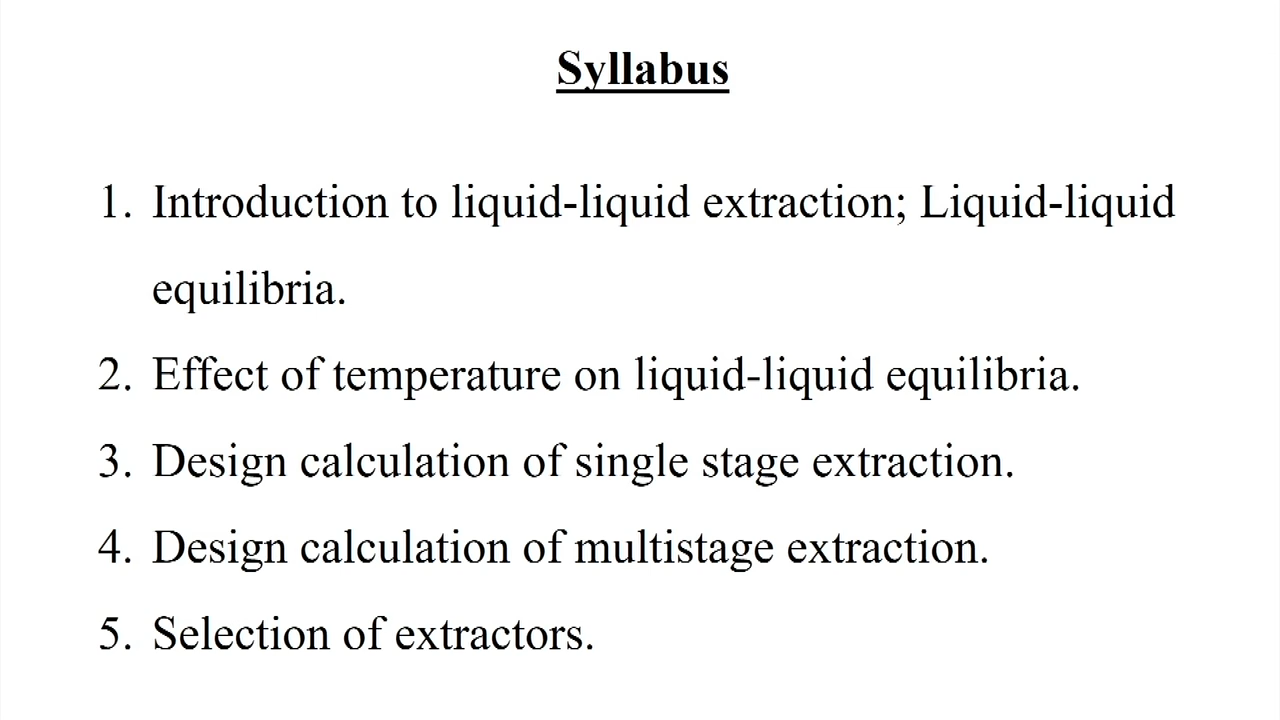 Syllabus
1. Introduction to liquid-liquid extraction; Liquid-liquid
equilibria.
2. Effect of temperature on liquid-liquid equilibria.
3. Design calculation of single stage extraction.
4. Design calculation of multistage extraction.
5. Selection of extractors.